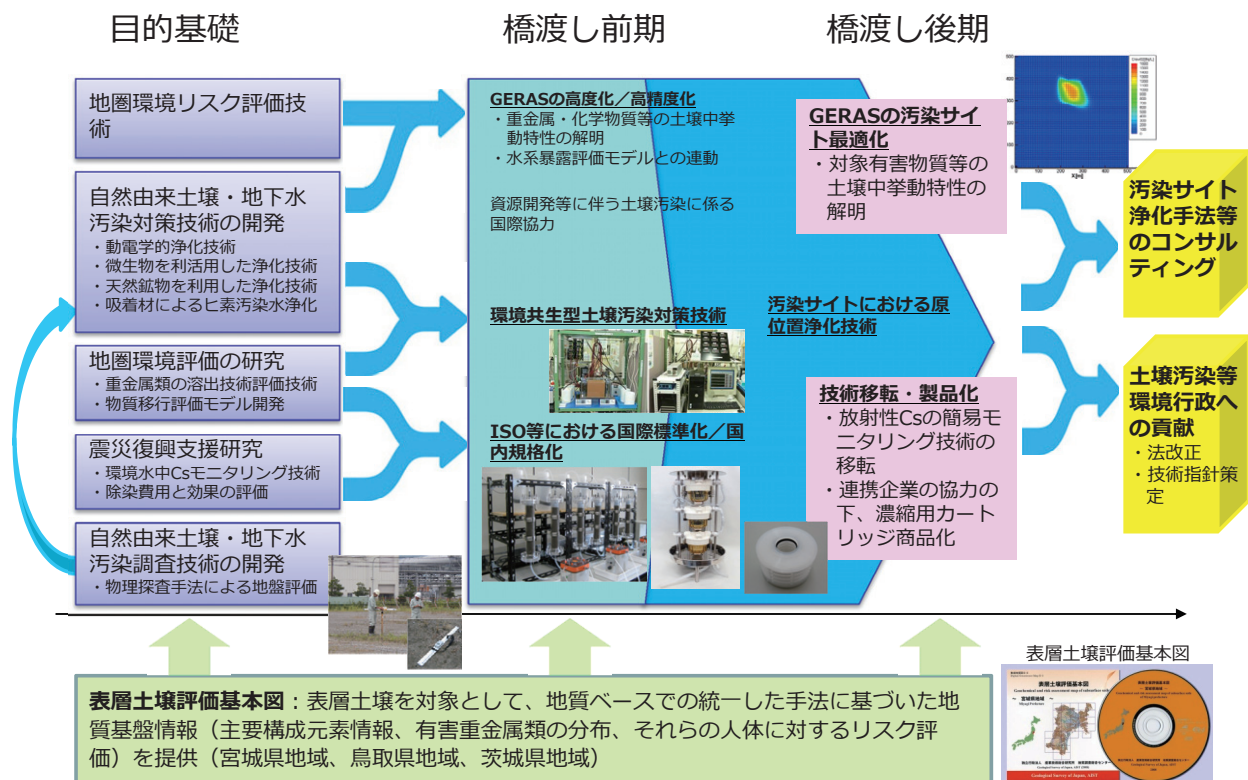 目的基礎
橋渡し前期
橋渡し後期
地圏環境リスク評価技
術
自然由来土壌・地下水
汚染対策技術の開発
・動電学的浄化技術
・微生物を利活用した浄化技術
・天然鉱物を利用した浄化技術
・吸着材によるヒ素汚染水浄化
地圏環境評価の研究
・重金属類の溶出技術評価技術
・物質移行評価モデル開発
震災復興支援研究
・環境水中Csモニタリング技術
・除染費用と効果の評価
自然由来土壌・地下水
汚染調査技術の開発
・物理探査手法による地盤評価
GERASの高度化／高精度化
・重金属・化学物質等の土壌中挙
動特性の解明
・水系暴露評価モデルとの連動
資源開発等に伴う土壌汚染に係る
国際協力
環境共生型土壌汚染対策技術
ISO等における国際標準化／国
内規格化
GERASの汚染サイ
ト最適化
・対象有害物質等の
土壌中挙動特性の
解明
汚染サイトにおける原
位置浄化技術
技術移転・製品化
・放射性Csの簡易モ
ニタリング技術の
移転
・連携企業の協力の
下、濃縮用カート
リッジ商品化
汚染サイト
浄化手法等
のコンサル
ティング
土壌汚染等
環境行政へ
の貢献
・法改正
・技術指針策
定
表層土壌評価基本図：表層土壌を対象として、地質ベースでの統一した手法に基づいた地
質基盤情報（主要構成元素情報、有害重金属類の分布、それらの人体に対するリスク評
価）を提供（宮城県地域、鳥取県地域、茨城県地域）
表層土壌評価基本図
表層土壌評価基本図
～ 宮城県地域 ～
Miyagi Prefecture
Geological Survey of Japan, AIST